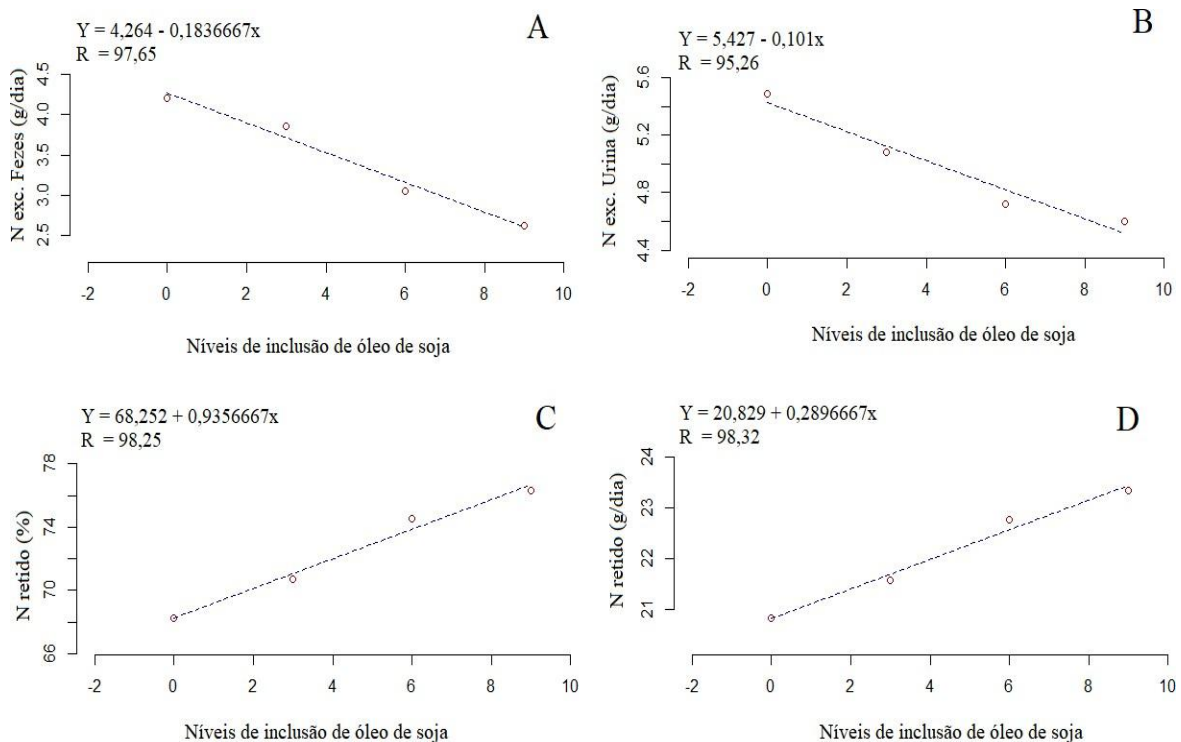 Y = 4,264 - 0,1836667x
R = 97,65
A
N exc. Fezes (g/dia)
4.5
4.0
3.5
3.0
2.5
-2 0 2 4 6 8 10
Níveis de inclusão de óleo de soja
Y = 5,427 - 0,101x
R = 95,26
B
N exc. Urina (g/dia)
5.6
5.2
4.8
4.4
-2 0 2 4 6 8 10
Níveis de inclusão de óleo de soja
Y = 68,252 + 0,9356667x
R = 98,25
C
N retido (%)
78
74
70
66
-2 0 2 4 6 8 10
Níveis de inclusão de óleo de soja
Y = 20,829 + 0,2896667x
R = 98,32
D
N retido (g/dia)
24
23
22
21
-2 0 2 4 6 8 10
Níveis de inclusão de óleo de soja